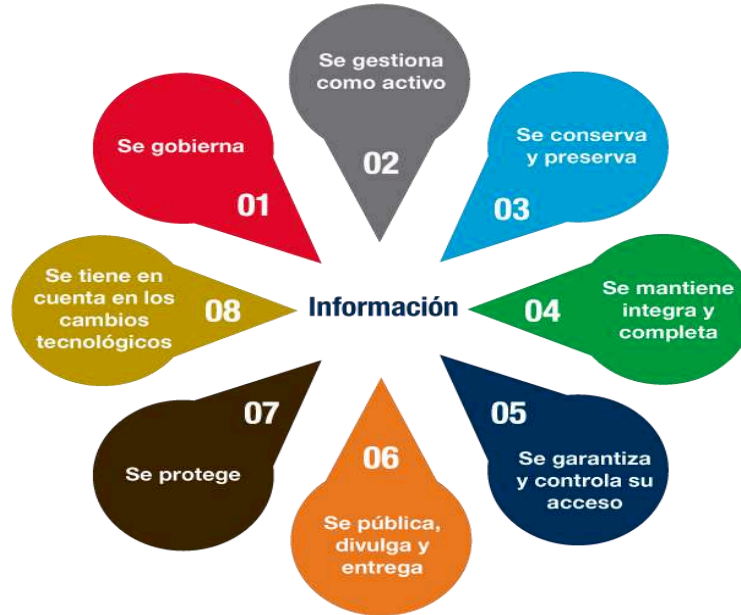 Se gobierna
01
Se gestiona
como activo
02
Se conserva
y preserva
03
Se mantiene
integra y
completa
04
Se garantiza
y controla su
acceso
05
Se pública,
divulga y
entrega
06
Se protege
07
Se tiene en
cuenta en los
cambios
tecnológicos
08
Información